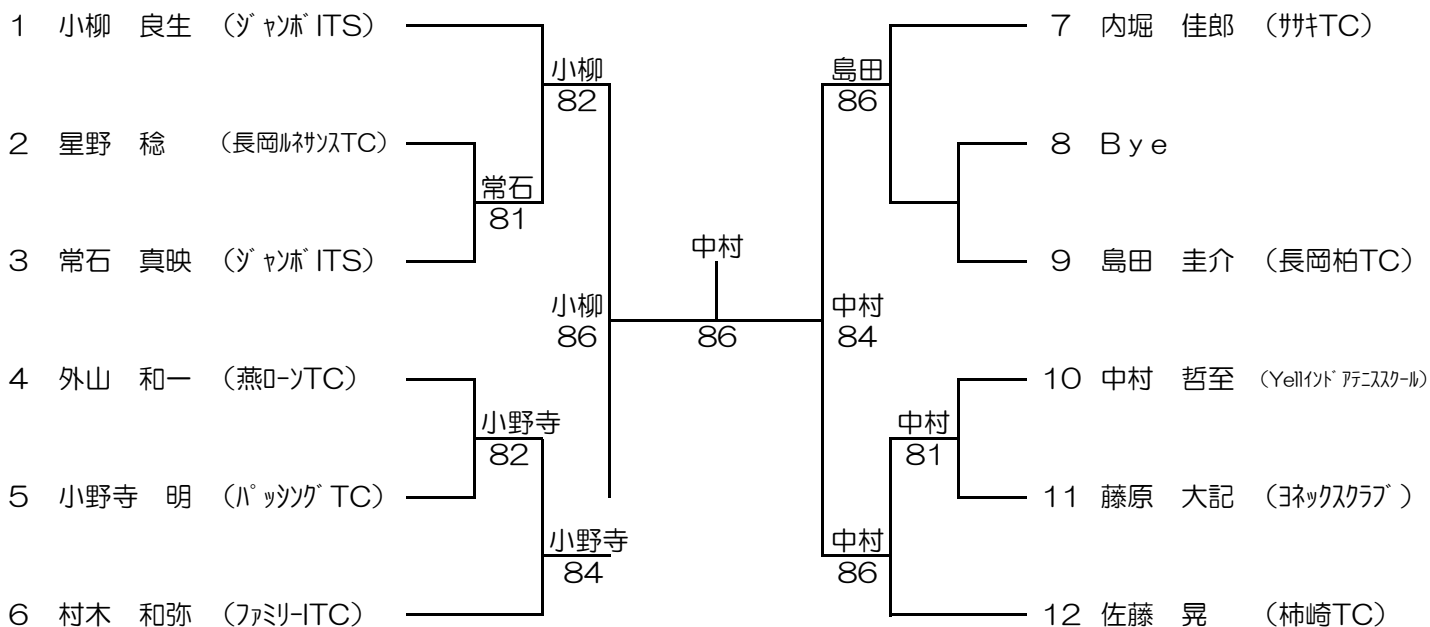 1 小柳 良生 (ジャンボITS)
小柳
82
2 星野 稔 (長岡ルネサンスTC)
常石
81
3 常石 真映 (ジャンボITS)
小柳
86
4 外山 和一 (燕ローンTC)
小野寺
82
5 小野寺 明 (パッシングTC)
小野寺
84
6 村木 和弥 (ファミリーITC)
中村
86
7 内堀 佳郎 (ササキTC)
島田
86
8 Bye
9 島田 圭介 (長岡柏TC)
中村
84
10 中村 哲至 (YellインドアテニススクールL)
中村
81
11 藤原 大記 (ヨネックスクラブ)
中村
86
12 佐藤 晃 (柿崎TC)